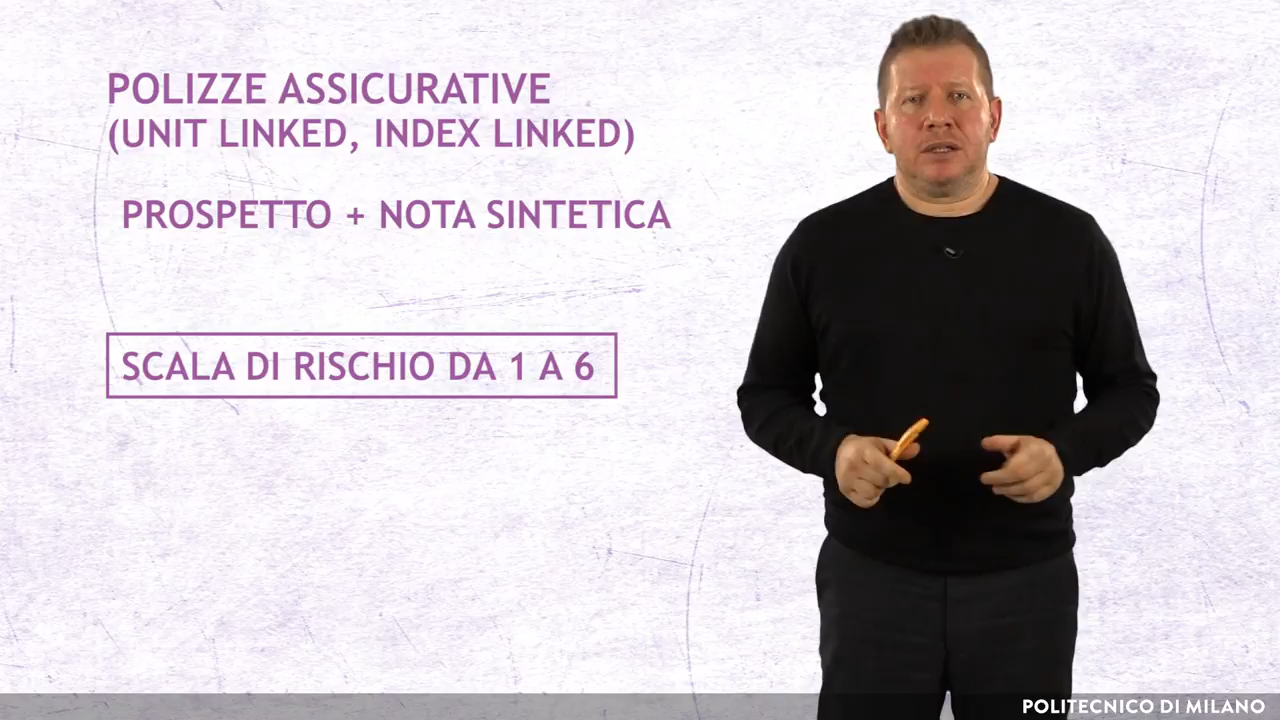 POLIZZE ASSICURATIVE
(UNIT LINKED, INDEX LINKED)
PROSPETTO + NOTA SINTETICA
SCALA DI RISCHIO DA 1 A 6
POLITECNICO DI MILANO